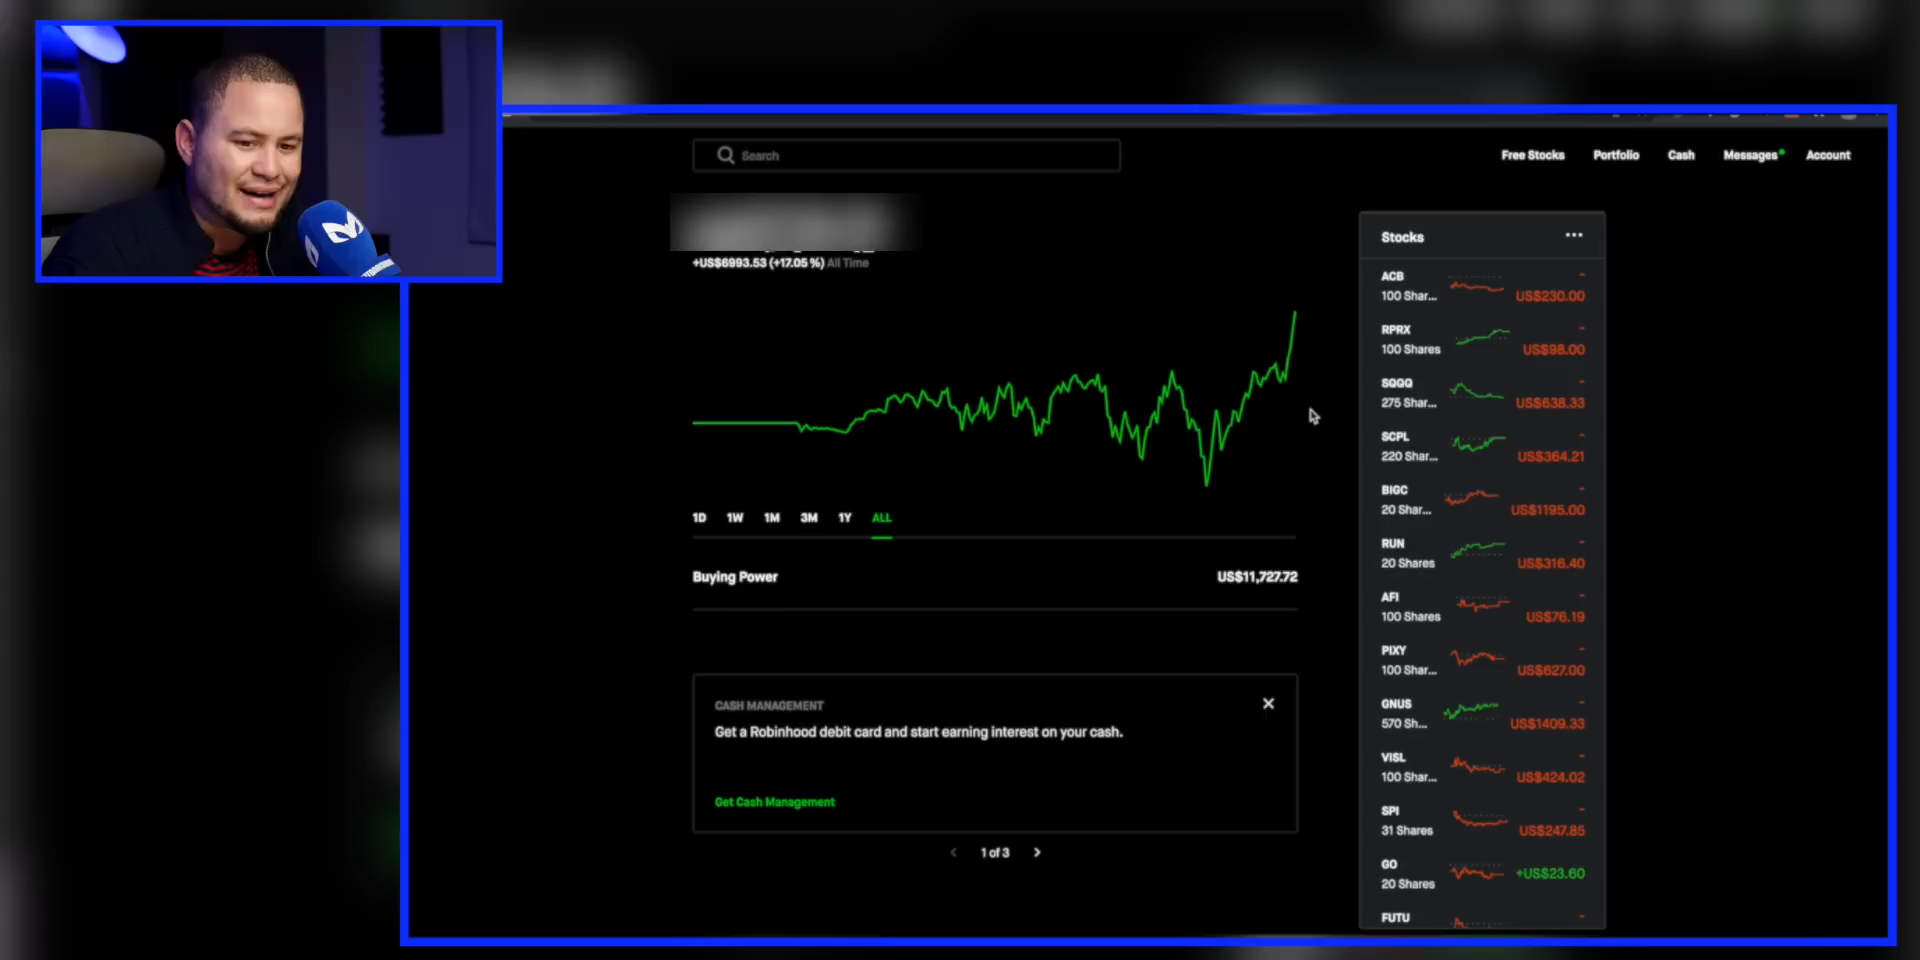 Search
Free Stocks Portfolio Cash Messages Account
+US$6993.53 (+17.05 %) All Time
1D 1W 1M 3M 1Y ALL
Buying Power US$11,727.72
CASH MANAGEMENT
Get a Robinhood debit card and start earning interest on your cash.
Get Cash Management
1 of 3
Stocks
ACB -
100 Shar... US$230.00
RPRX -
100 Shares US$98.00
SQQQ -
275 Shar... US$638.33
SCPL -
220 Shar... US$364.21
BIGC -
20 Shar... US$1195.00
RUN -
20 Shares US$316.40
AFI -
100 Shares US$76.19
PIXY -
100 Shar... US$627.00
GNUS -
570 Sh... US$1409.33
VISL -
100 Shar... US$424.02
SPI -
31 Shares US$247.85
GO
20 Shares +US$23.60
FUTU -